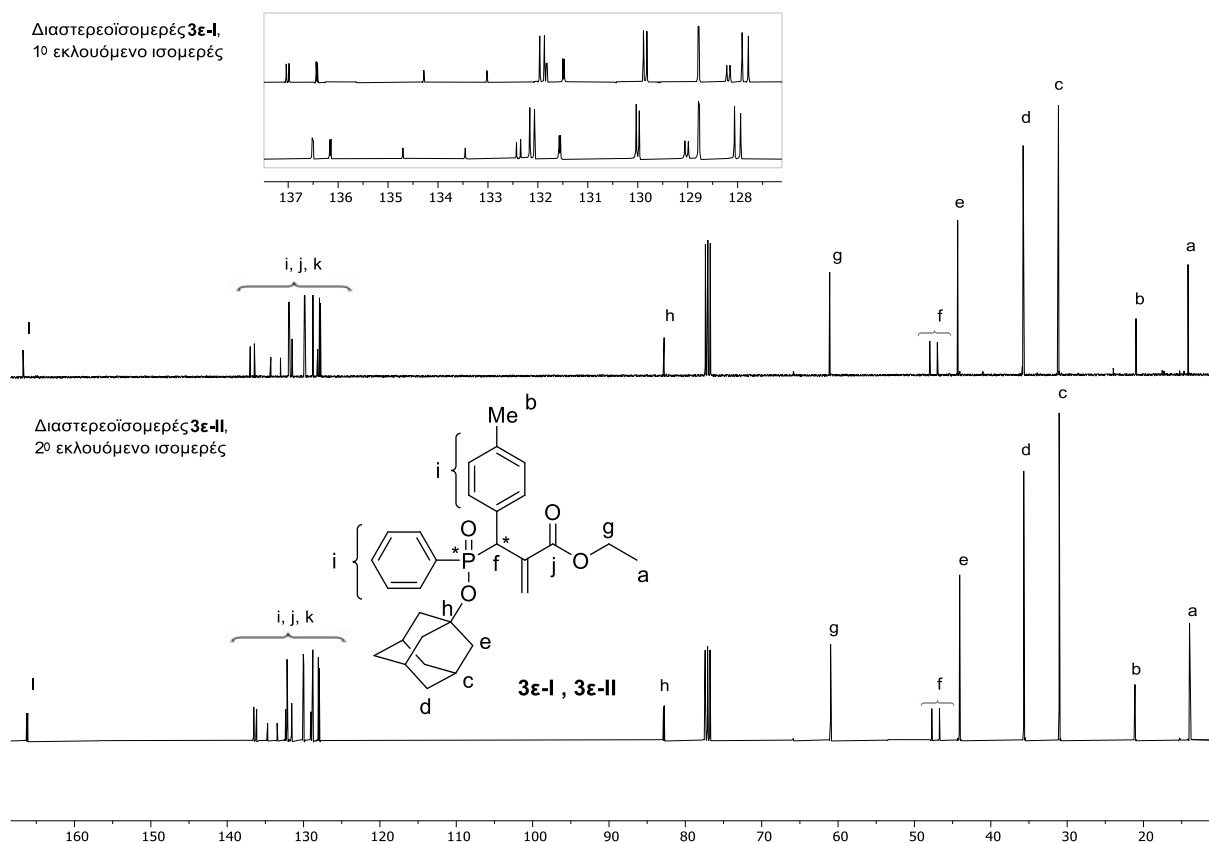 Διαστερεοϊσομερές 3ε-I,
1º εκλουόμενο ισομερές
137 136 135 134 133 132 131 130 129 128
l
i, j, k
h
g
f
e
d
c
b
a
Διαστερεοϊσομερές 3ε-II,
2º εκλουόμενο ισομερές
l
i, j, k
h
g
f
e
d
c
b
a
Me b
i
O
O
g
i
P * *
f
j
O
a
O
h
e
c
d
3ε-I , 3ε-II
160 150 140 130 120 110 100 90 80 70 60 50 40 30 20